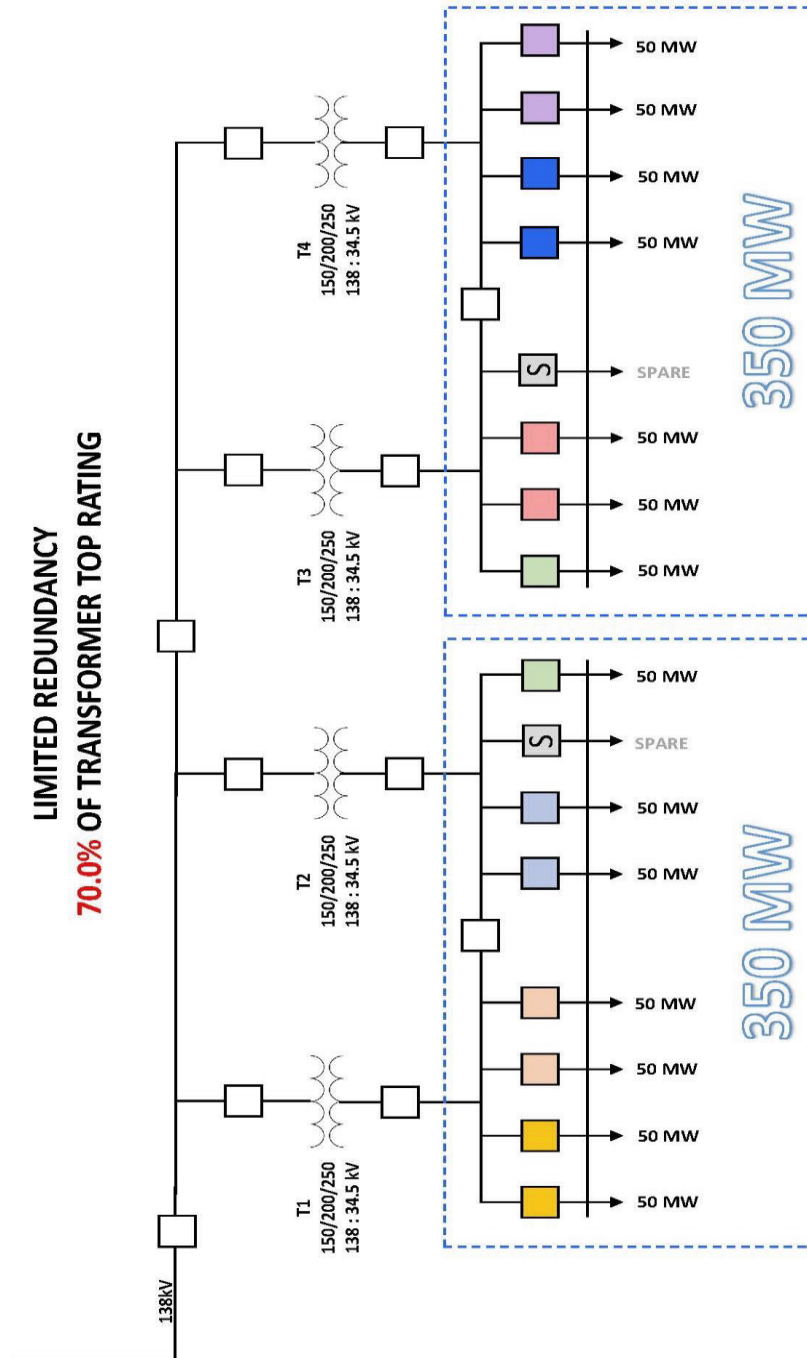 LIMITED REDUNDANCY
70.0% OF TRANSFORMER TOP RATING
138kV
T1
150/200/250
138 : 34.5 kV
T2
150/200/250
138 : 34.5 kV
T3
150/200/250
138 : 34.5 kV
T4
150/200/250
138 : 34.5 kV
50 MW
50 MW
50 MW
50 MW
50 MW
50 MW
S
SPARE
50 MW
350 MW
50 MW
50 MW
50 MW
S
SPARE
50 MW
50 MW
50 MW
50 MW
350 MW